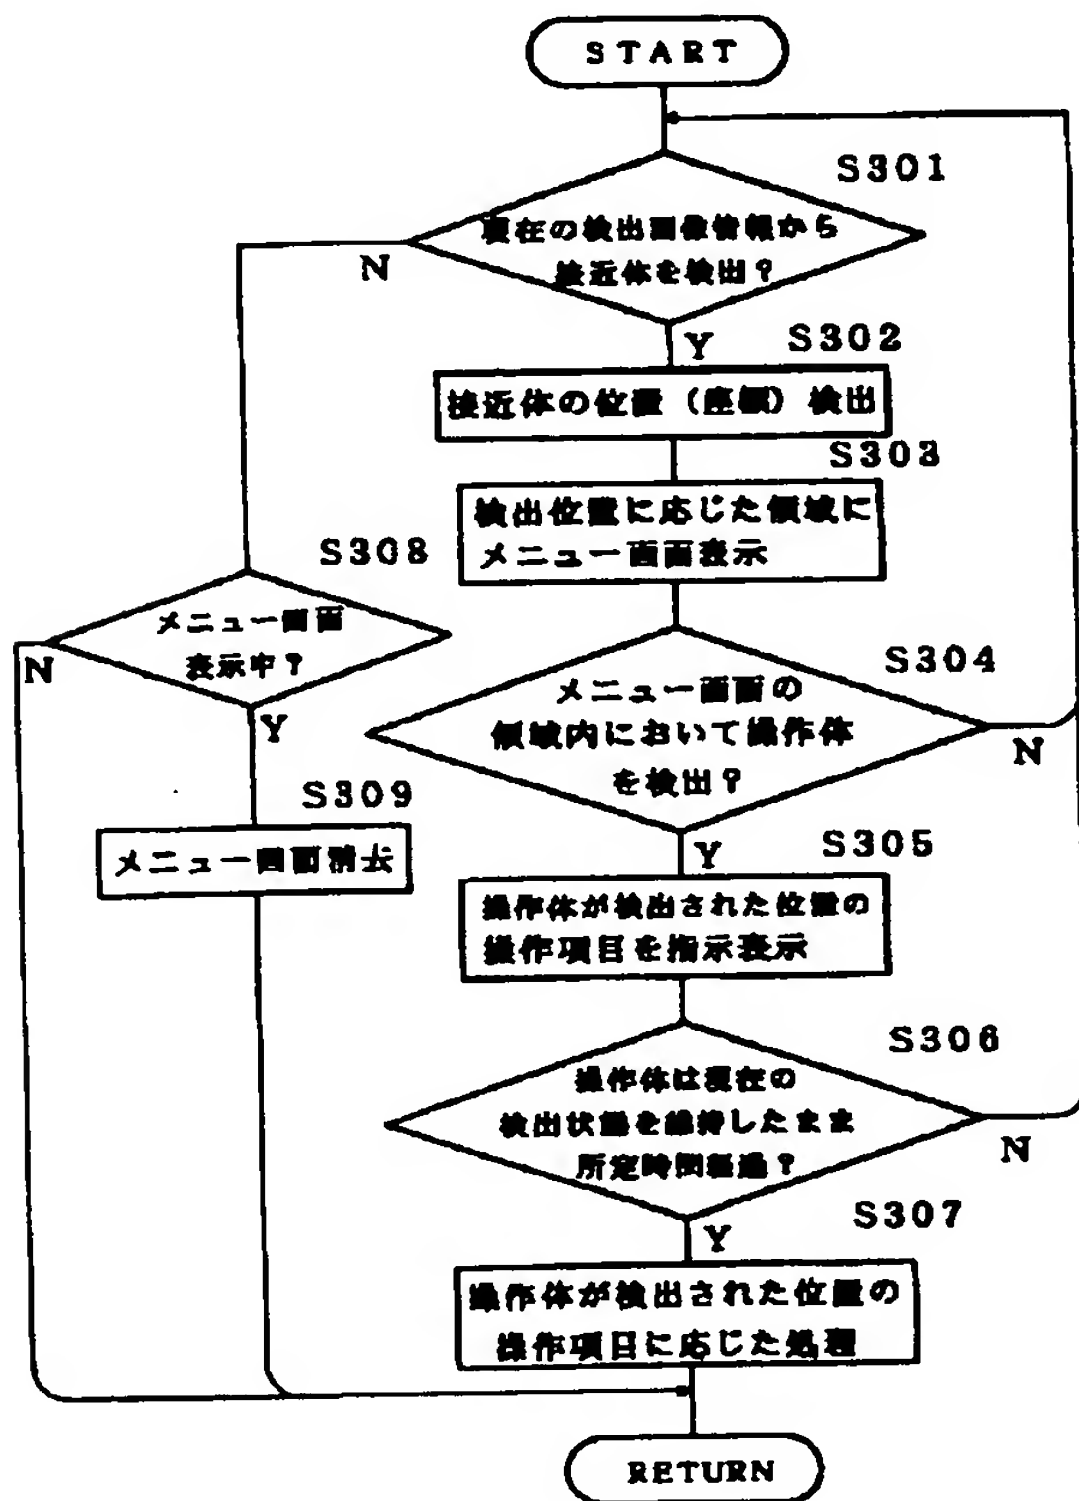 START
S301
現在の検出画像情報から
接近体を検出?
N
Y
S302
接近体の位置(座標)検出
S303
検出位置に応じた領域に
メニュー画面表示
S308
メニュー画面
表示中?
N
Y
S304
メニュー画面の
領域内において操作体
を検出?
N
Y
S309
メニュー画面消去
S305
操作体が検出された位置の
操作項目を指示表示
S306
操作体は現在の
検出状態を維持したまま
所定時間経過?
N
Y
S307
操作体が検出された位置の
操作項目に応じた処理
RETURN